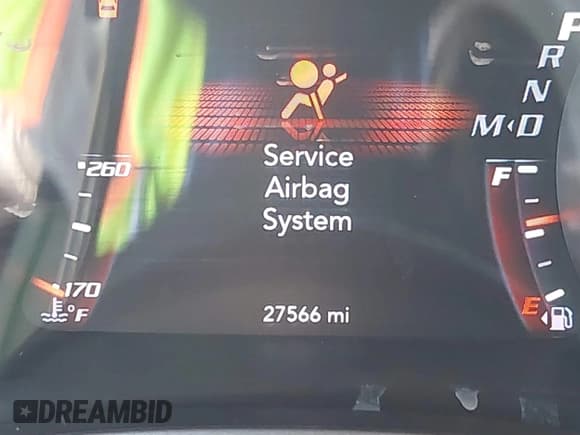 P
R
N
M◂D
Service
Airbag
System
260
F
170
°F
E
27566 mi
DREAMBID